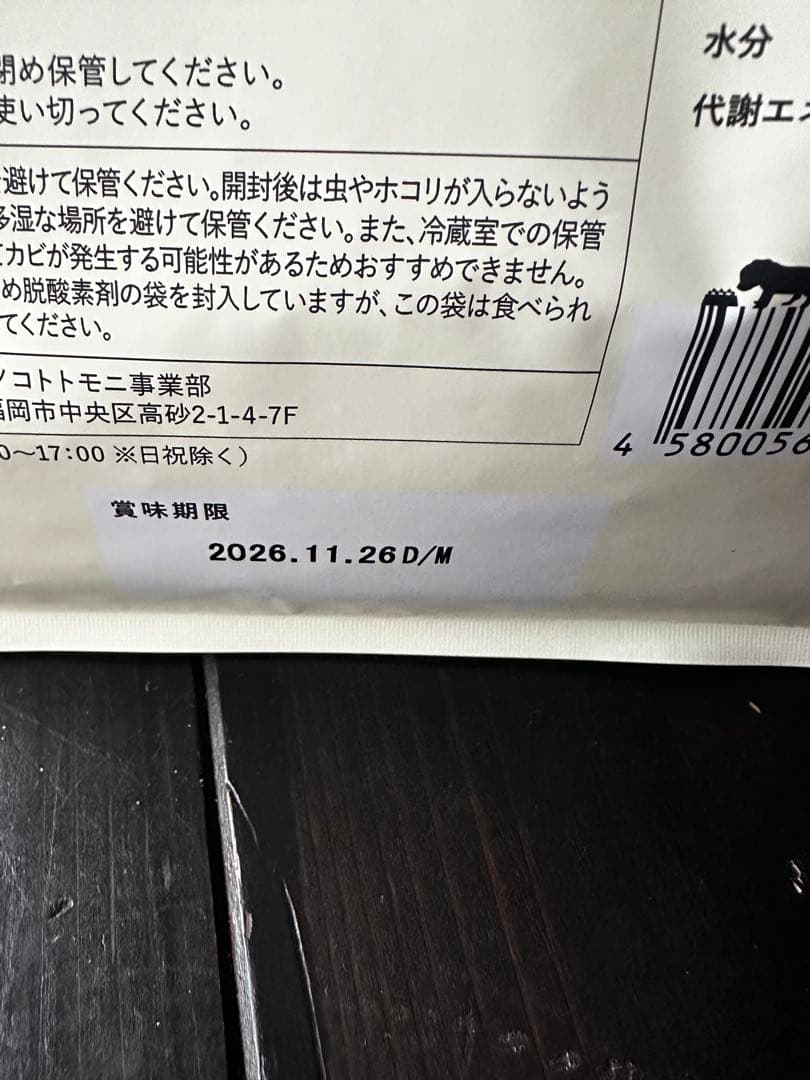 閉め保管してください。
使い切ってください。
を避けて保管ください。開封後は虫やホコリが入らないよう
多湿な場所を避けて保管ください。また、冷蔵室での保管
てカビが発生する可能性があるためおすすめできません。
め脱酸素剤の袋を封入していますが、この袋は食べられ
てください。
ノコトトモニ事業部
福岡市中央区高砂2-1-4-7F
0〜17:00 ※日祝除く）
賞味期限
2026.11.26D/M
水分
代謝エネ
4 580056